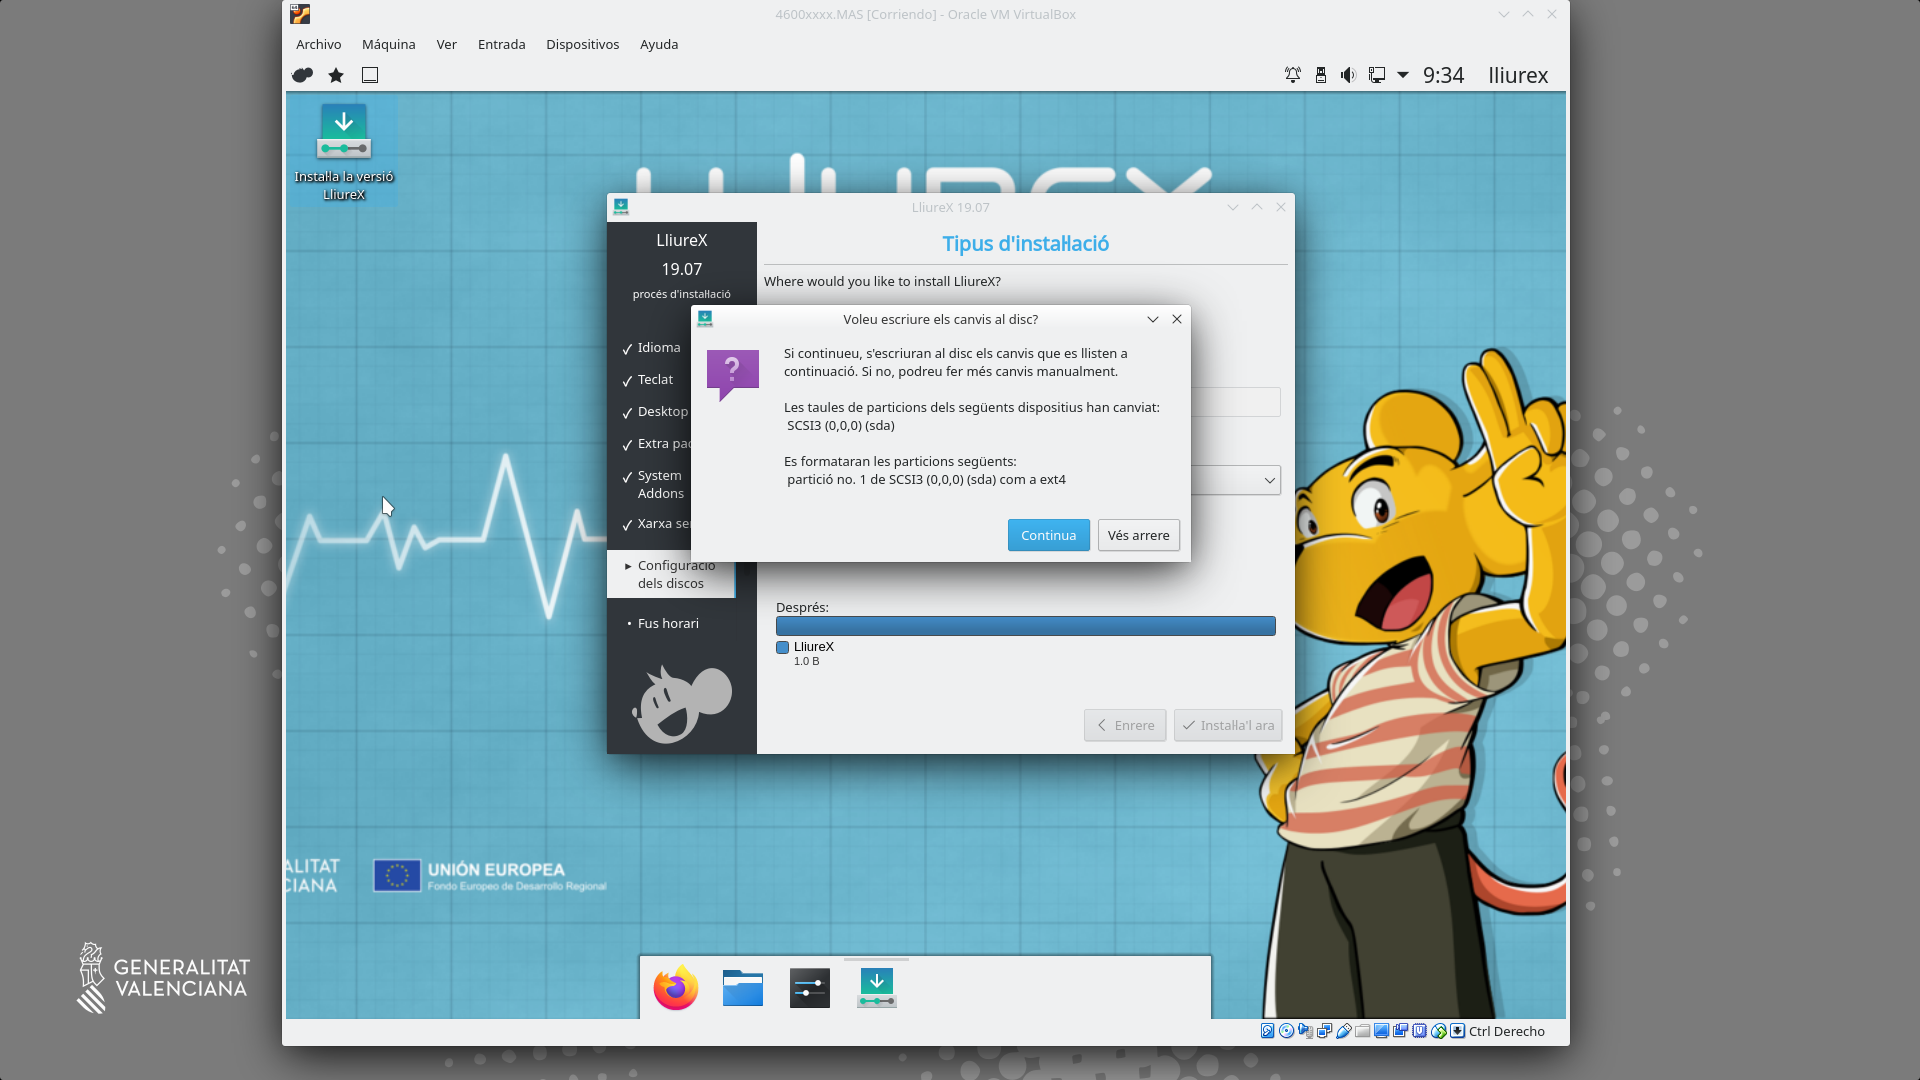 4600xxxx.MAS [Corriendo] - Oracle VM VirtualBox
Archivo Máquina Ver Entrada Dispositivos Ayuda
9:34 lliurex
Instal·la la versió
LliureX
LliureX 19.07
LliureX
19.07
procés d'instal·lació
Tipus d'instal·lació
Where would you like to install LliureX?
Idioma
Teclat
Desktop
Extra pac
System
Addons
Xarxa se
Configuració
dels discos
Fus horari
Voleu escriure els canvis al disc?
Si continueu, s'escriuran al disc els canvis que es llisten a
continuació. Si no, podreu fer més canvis manualment.
Les taules de particions dels següents dispositius han canviat:
SCSI3 (0,0,0) (sda)
Es formataran les particions següents:
partició no. 1 de SCSI3 (0,0,0) (sda) com a ext4
Continua Vés arrere
Després:
LliureX
1.0 B
Enrere Instal·la'l ara
ALITAT
CIANA
UNIÓN EUROPEA
Fondo Europeo de Desarrollo Regional
GENERALITAT
VALENCIANA
Ctrl Derecho